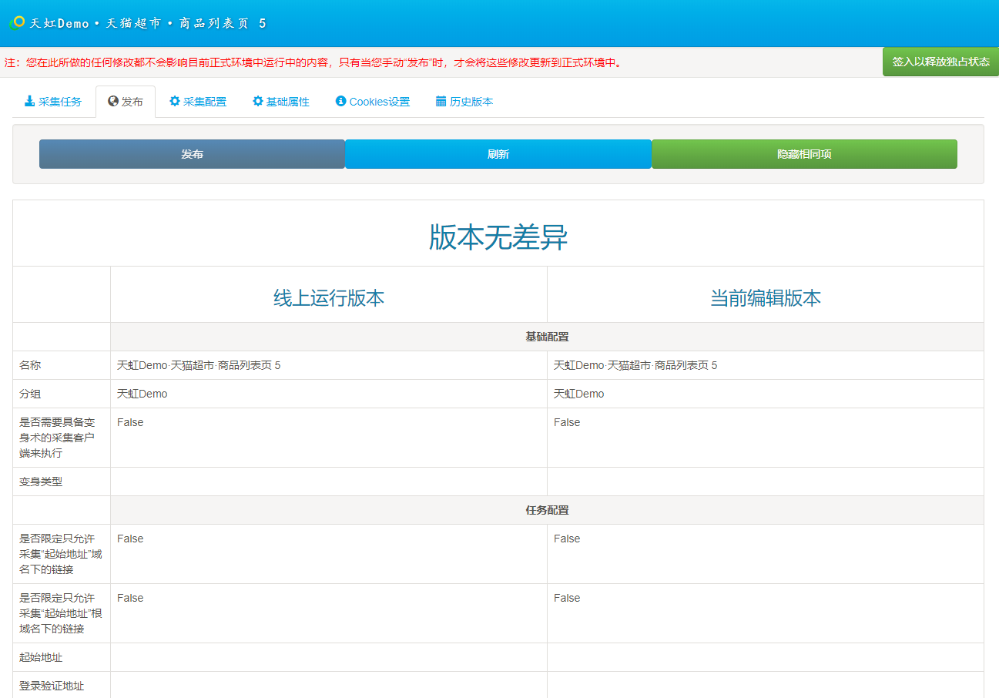 天虹Demo·天猫超市·商品列表页 5
注：您在此所做的任何修改都不会影响目前正式环境中运行中的内容，只有当您手动“发布”时，才会将这些修改更新到正式环境中。
签入以释放独占状态
采集任务 发布 采集配置 基础属性 Cookies设置 历史版本
发布 刷新 隐藏相同项
版本无差异
线上运行版本 当前编辑版本
基础配置
名称 天虹Demo·天猫超市·商品列表页 5 天虹Demo·天猫超市·商品列表页 5
分组 天虹Demo 天虹Demo
是否需要具备变 False False
身术的采集客户
端来执行
变身类型
任务配置
是否限定只允许 False False
采集“起始地址”域
名下的链接
是否限定只允许 False False
采集“起始地址”根
域名下的链接
起始地址
登录验证地址